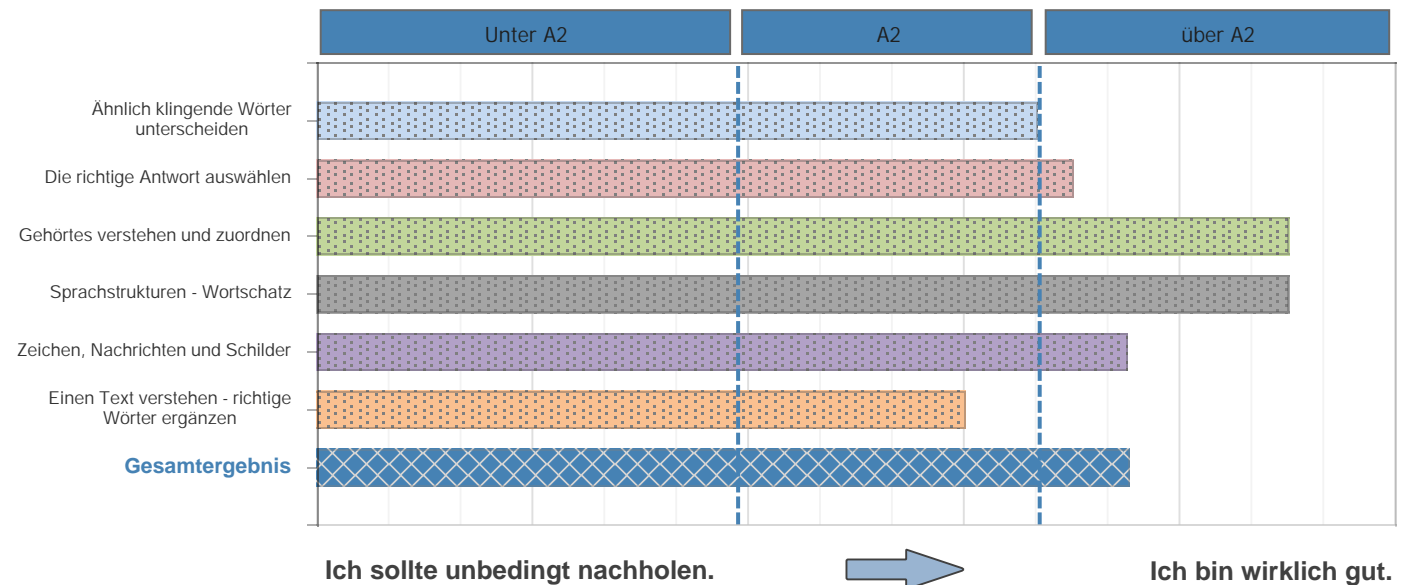 Unter A2
A2
über A2
Ähnlich klingende Wörter
unterscheiden
Die richtige Antwort auswählen
Gehörtes verstehen und zuordnen
Sprachstrukturen - Wortschatz
Zeichen, Nachrichten und Schilder
Einen Text verstehen - richtige
Wörter ergänzen
Gesamtergebnis
Ich sollte unbedingt nachholen.
Ich bin wirklich gut.